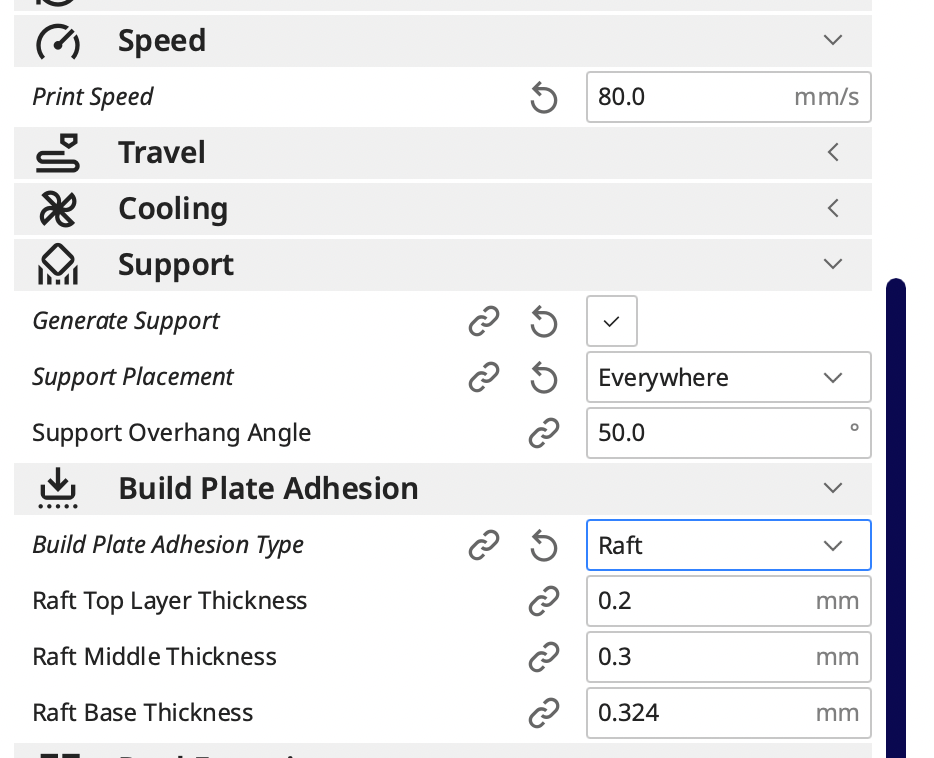 Speed
Print Speed 80.0 mm/s
Travel
Cooling
Support
Generate Support
Support Placement Everywhere
Support Overhang Angle 50.0 °
Build Plate Adhesion
Build Plate Adhesion Type Raft
Raft Top Layer Thickness 0.2 mm
Raft Middle Thickness 0.3 mm
Raft Base Thickness 0.324 mm